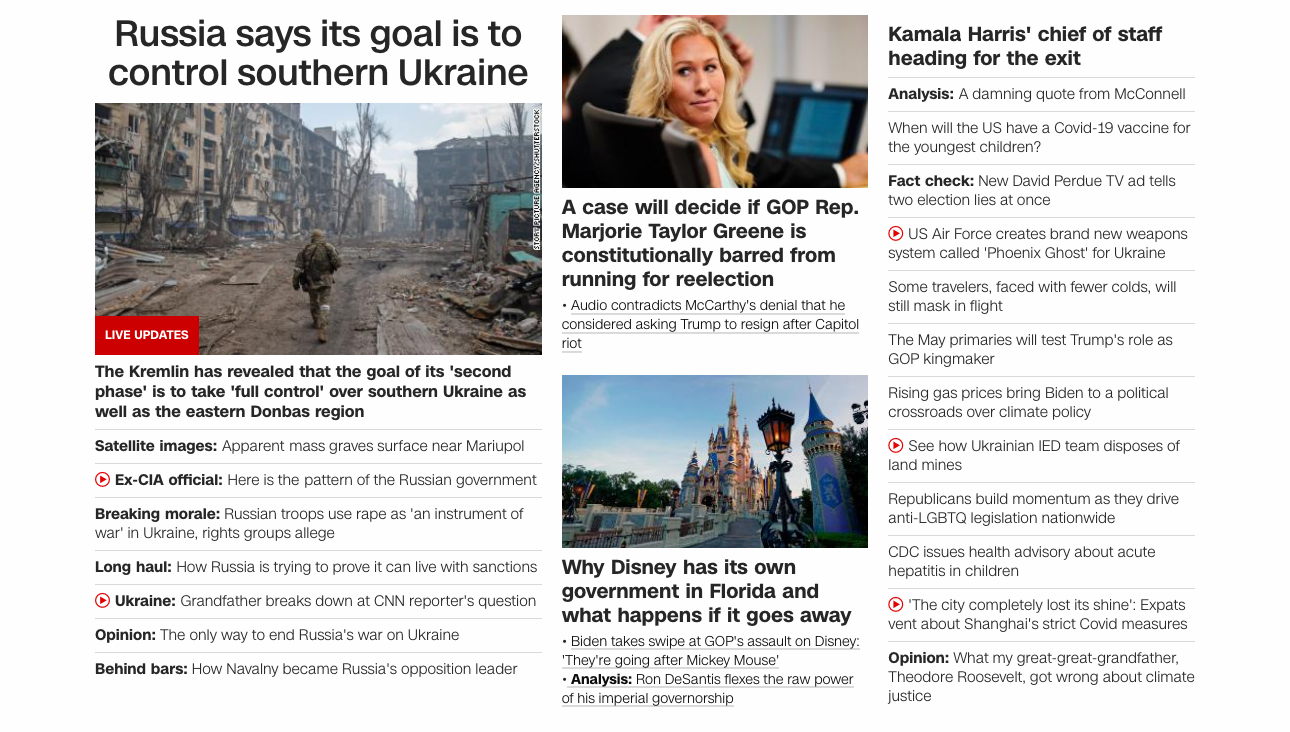 Russia says its goal is to
control southern Ukraine
STORY PICTURE AGENCY/SHUTTERSTOCK
LIVE UPDATES
The Kremlin has revealed that the goal of its 'second
phase' is to take 'full control' over southern Ukraine as
well as the eastern Donbas region
Satellite images: Apparent mass graves surface near Mariupol
Ex-CIA official: Here is the pattern of the Russian government
Breaking morale: Russian troops use rape as 'an instrument of
war' in Ukraine, rights groups allege
Long haul: How Russia is trying to prove it can live with sanctions
Ukraine: Grandfather breaks down at CNN reporter's question
Opinion: The only way to end Russia's war on Ukraine
Behind bars: How Navalny became Russia's opposition leader
A case will decide if GOP Rep.
Marjorie Taylor Greene is
constitutionally barred from
running for reelection
• Audio contradicts McCarthy's denial that he
considered asking Trump to resign after Capitol
riot
Why Disney has its own
government in Florida and
what happens if it goes away
• Biden takes swipe at GOP's assault on Disney:
'They're going after Mickey Mouse'
• Analysis: Ron DeSantis flexes the raw power
of his imperial governorship
Kamala Harris' chief of staff
heading for the exit
Analysis: A damning quote from McConnell
When will the US have a Covid-19 vaccine for
the youngest children?
Fact check: New David Perdue TV ad tells
two election lies at once
US Air Force creates brand new weapons
system called 'Phoenix Ghost' for Ukraine
Some travelers, faced with fewer colds, will
still mask in flight
The May primaries will test Trump's role as
GOP kingmaker
Rising gas prices bring Biden to a political
crossroads over climate policy
See how Ukrainian IED team disposes of
land mines
Republicans build momentum as they drive
anti-LGBTQ legislation nationwide
CDC issues health advisory about acute
hepatitis in children
'The city completely lost its shine': Expats
vent about Shanghai's strict Covid measures
Opinion: What my great-great-grandfather,
Theodore Roosevelt, got wrong about climate
justice